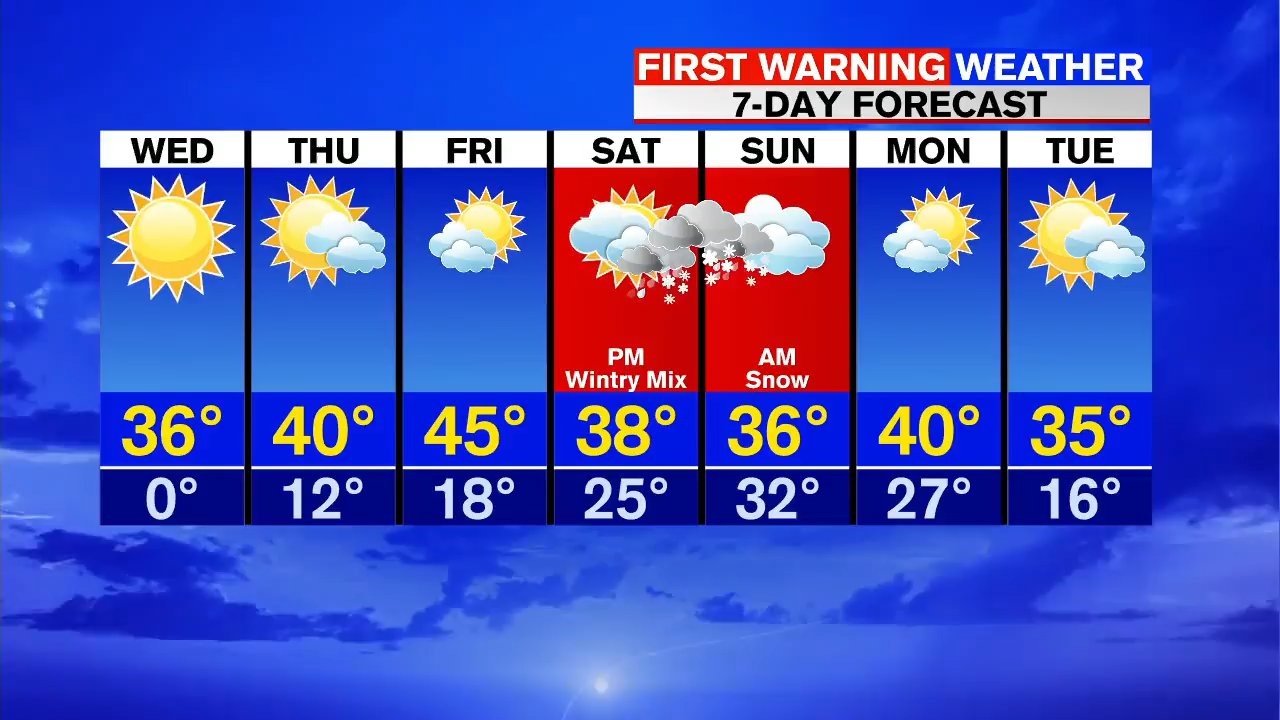 FIRST WARNING WEATHER
7-DAY FORECAST
WED THU FRI SAT SUN MON TUE
PM AM
Wintry Mix Snow
36° 40° 45° 38° 36° 40° 35°
0° 12° 18° 25° 32° 27° 16°